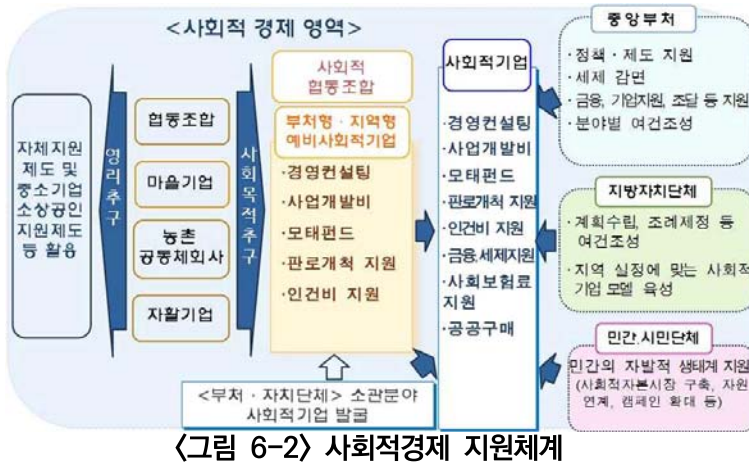 <사회적 경제 영역>
자체지원
제도 및
중소기업
소상공인
지원제도
등 활용
영리추구
협동조합
마을기업
농촌
공동체회사
자활기업
사회목적추구
사회적
협동조합
부처형·지역형
예비사회적기업
·경영컨설팅
·사업개발비
·모태펀드
·판로개척 지원
·인건비 지원
<부처·자치단체> 소관분야
사회적기업 발굴
사회적기업
·경영컨설팅
·사업개발비
·모태펀드
·판로개척 지원
·인건비 지원
·금융.세제지원
·사회보험료
지원
·공공구매
중앙부처
·정책·제도 지원
·세제 감면
·금융, 기업지원, 조달 등 지원
·분야별 여건조성
지방자치단체
·계획수립, 조례제정 등
여건조성
·지역 실정에 맞는 사회적
기업 모델 육성
민간.시민단체
민간의 자발적 생태계 지원
(사회적자본시장 구축, 자원
연계, 캠페인 확대 등)
<그림 6-2> 사회적경제 지원체계